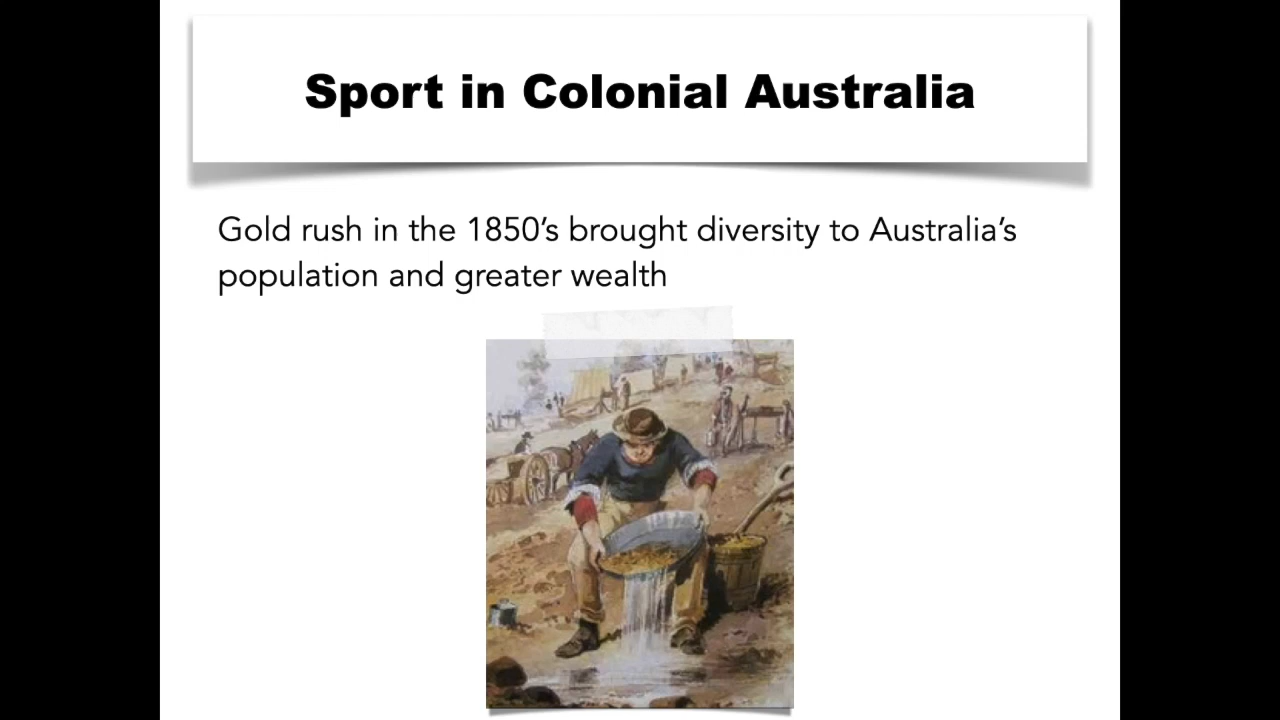 Sport in Colonial Australia
Gold rush in the 1850’s brought diversity to Australia’s
population and greater wealth